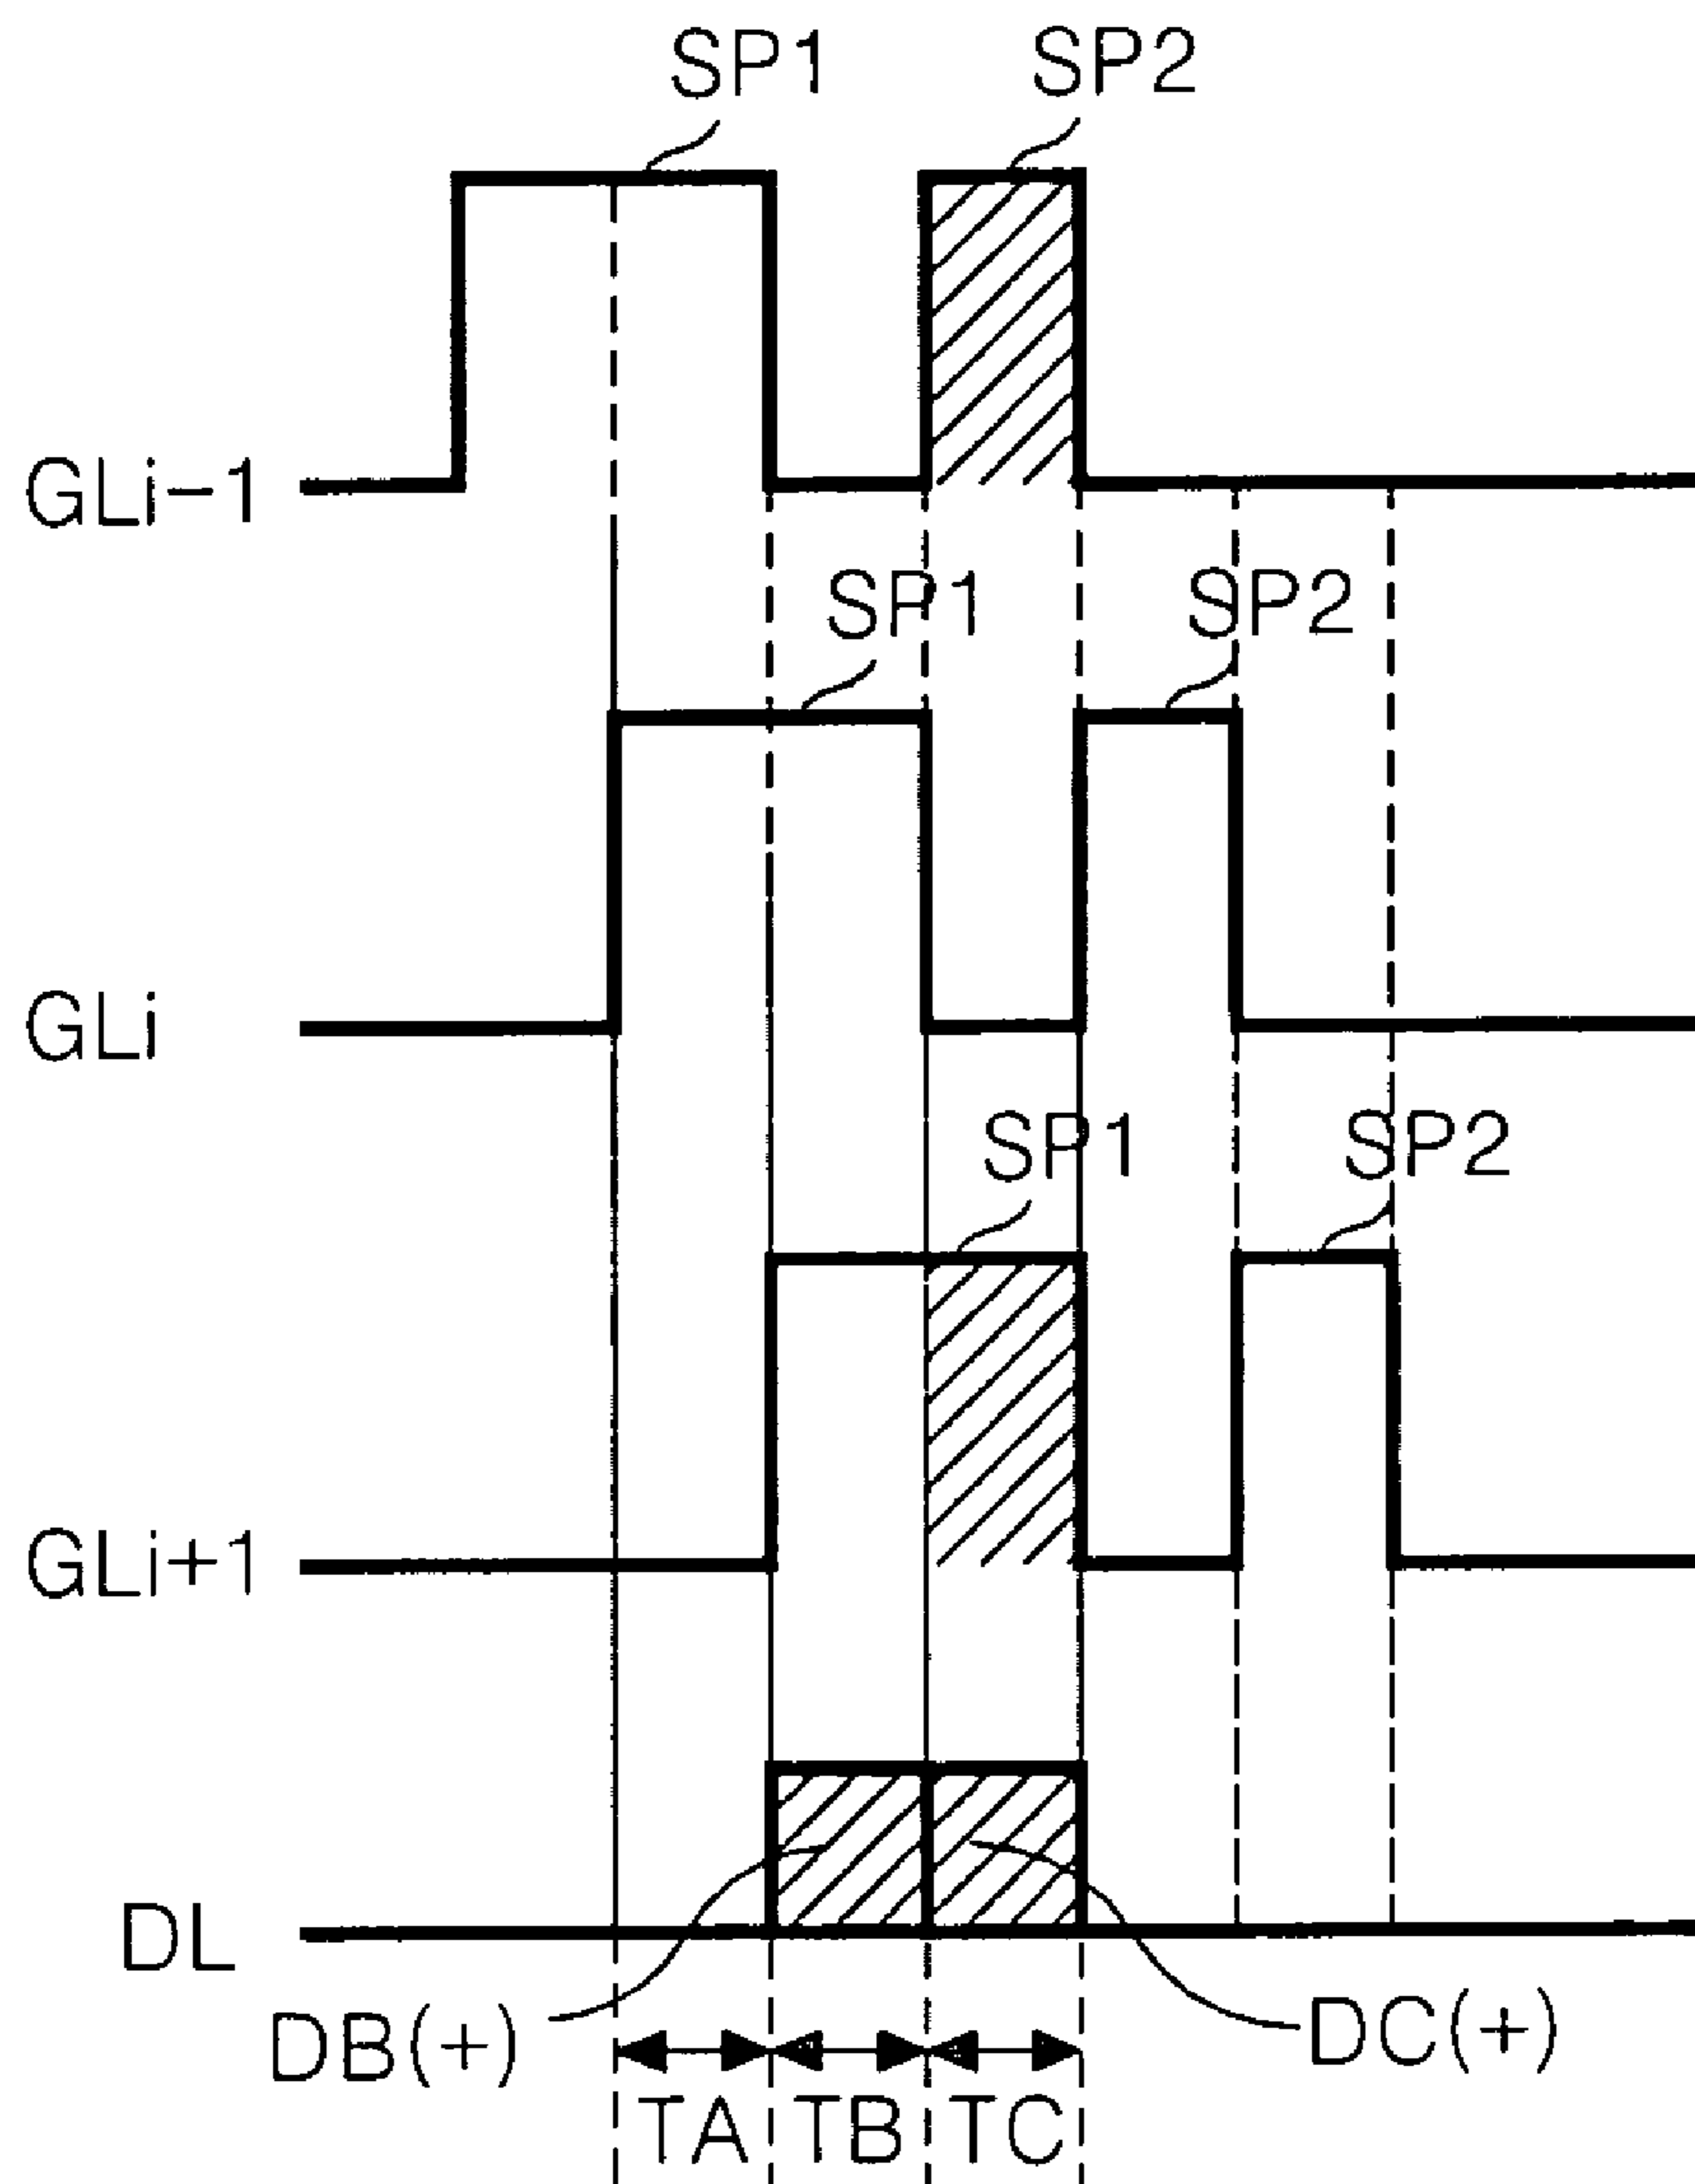 SP1 SP2
GLi-1
SP1 SP2
GLi
SP1 SP2
GLi+1
DL
DB(+) DC(+)
TA TB TC